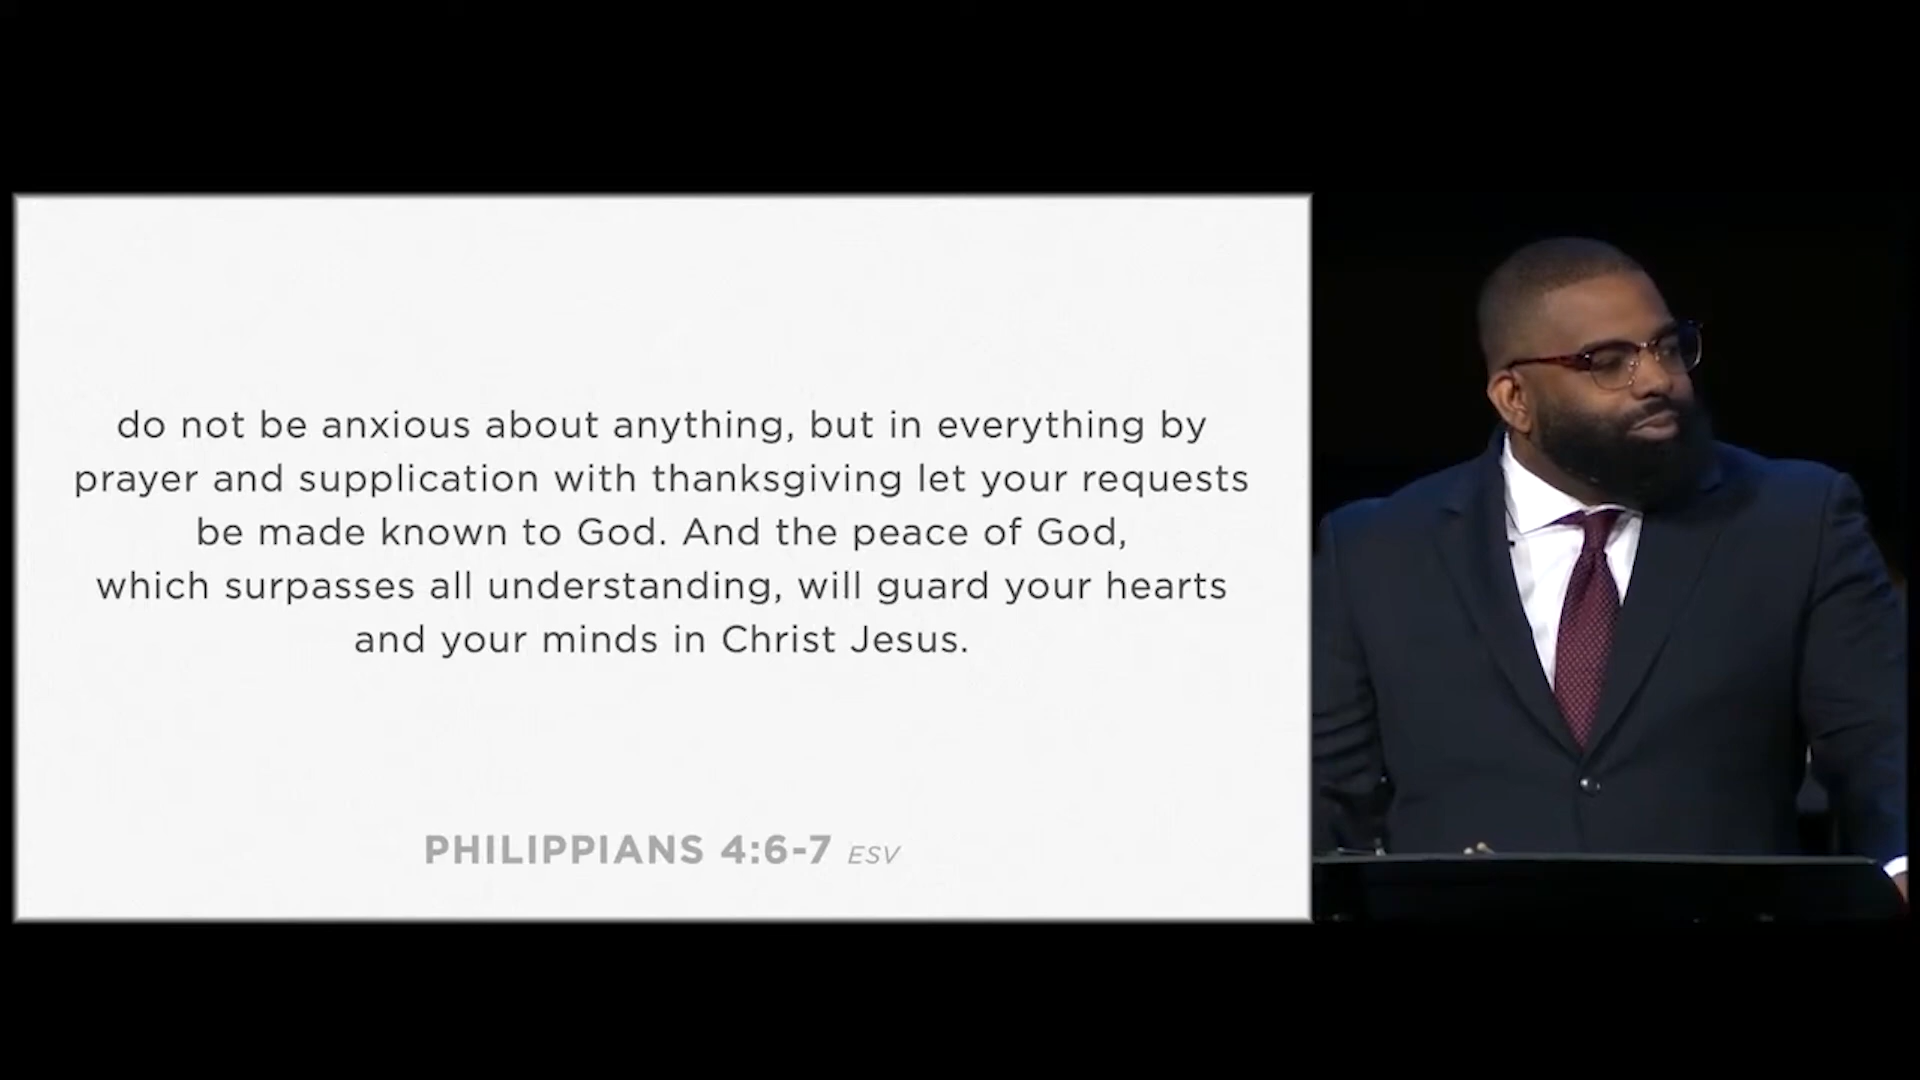 do not be anxious about anything, but in everything by
prayer and supplication with thanksgiving let your requests
be made known to God. And the peace of God,
which surpasses all understanding, will guard your hearts
and your minds in Christ Jesus.
PHILIPPIANS 4:6-7 ESV